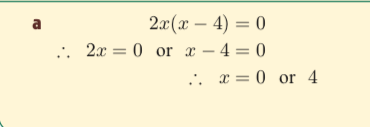 a 2x(x − 4) = 0
∴ 2x = 0 or x − 4 = 0
∴ x = 0 or 4